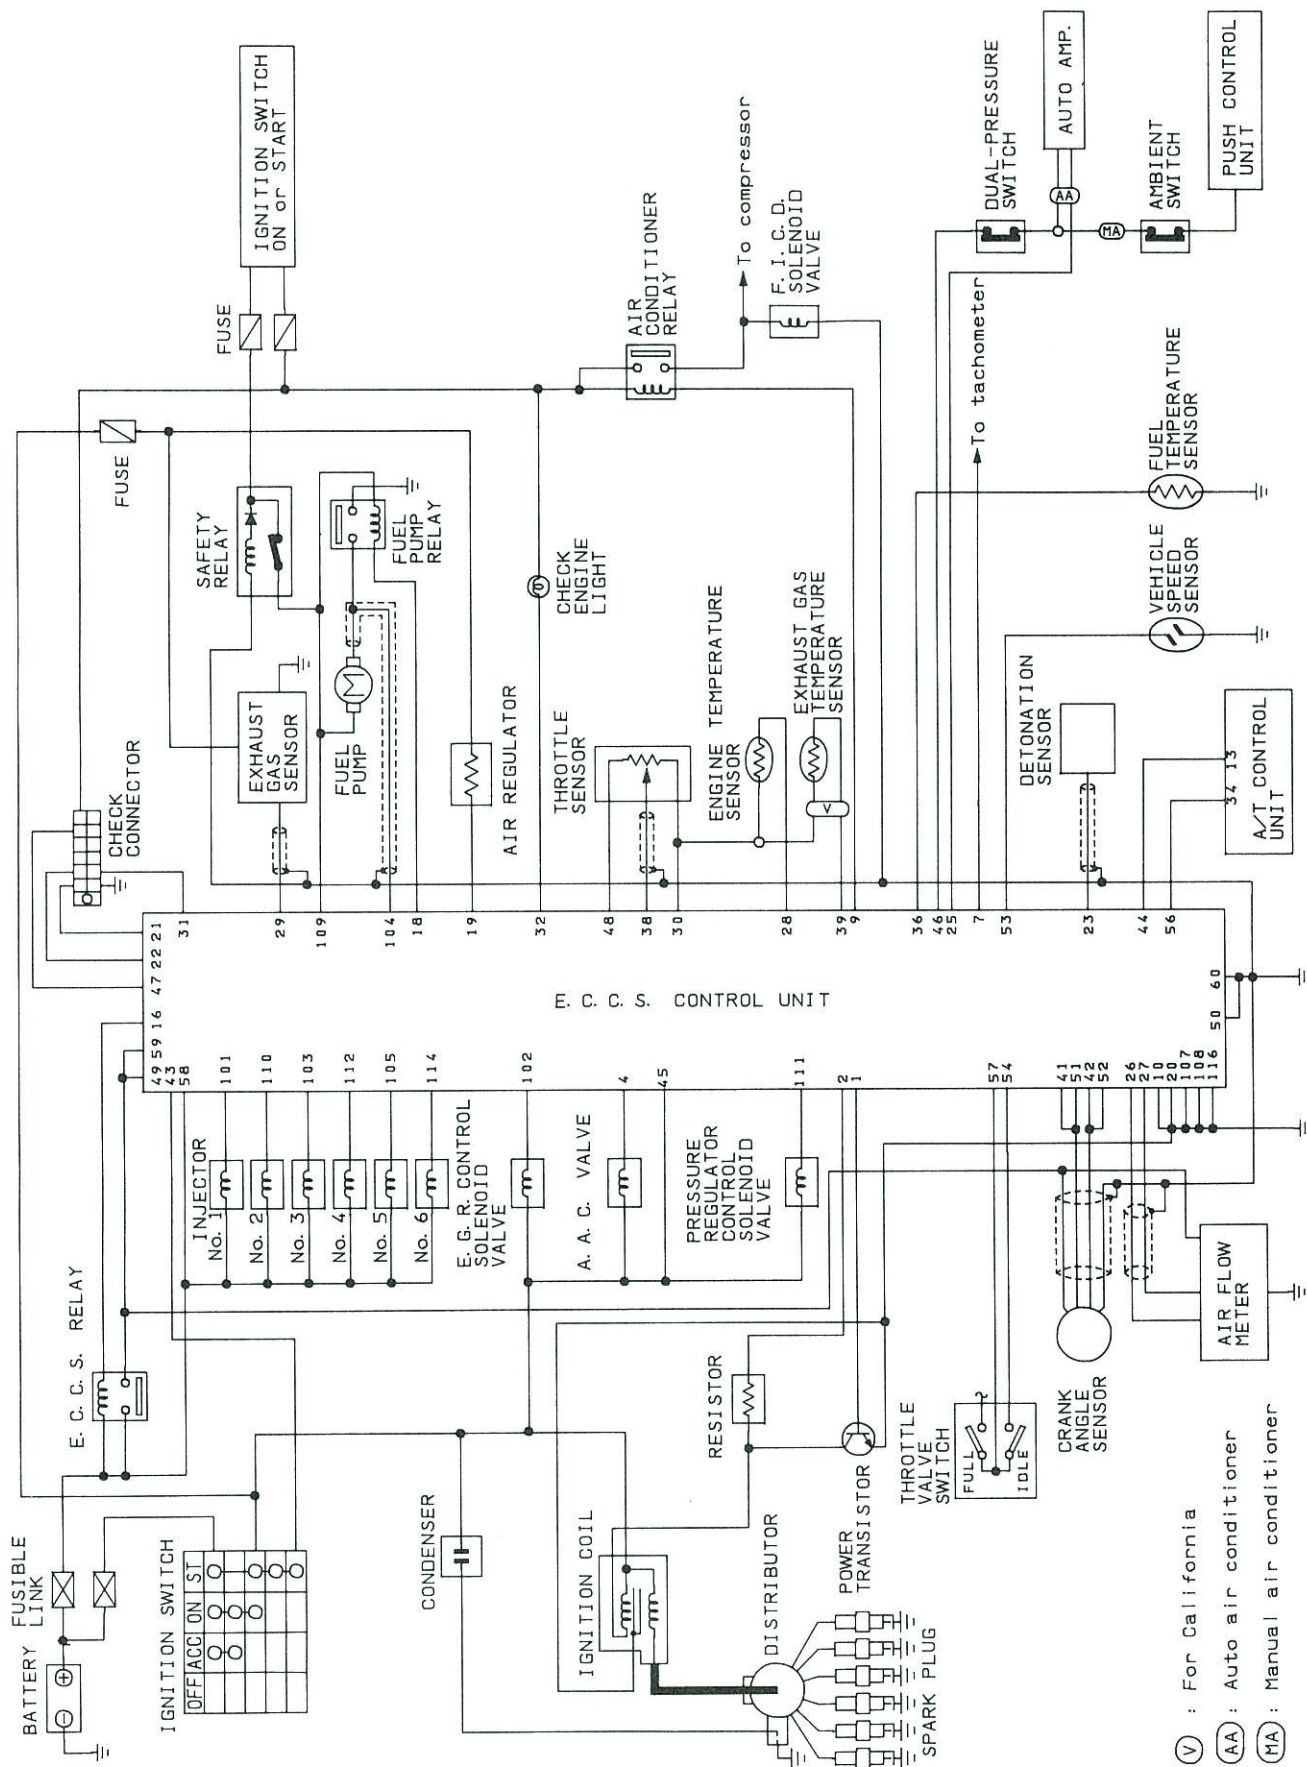 BATTERY
FUSIBLE
LINK
E. C. C. S. RELAY
IGNITION SWITCH
OFF ACC ON ST
CONDENSER
IGNITION COIL
DISTRIBUTOR
SPARK PLUG
RESISTOR
POWER
TRANSISTOR
THROTTLE
VALVE
SWITCH
FULL
IDLE
CRANK
ANGLE
SENSOR
AIR FLOW
METER
INJECTOR
No. 1
No. 2
No. 3
No. 4
No. 5
No. 6
E. G. R. CONTROL
SOLENOID
VALVE
A. A. C. VALVE
PRESSURE
REGULATOR
CONTROL
SOLENOID
VALVE
49 59 16 47 22 21
43
58
101
110
103
112
105
114
102
4
45
111
2
1
57
54
41
51
42
52
26
27
10
20
107
108
116
E. C. C. S. CONTROL UNIT
50 60
31
29
109
104
18
19
32
48
38
30
28
39
9
36
46
25
7
53
23
44
56
CHECK
CONNECTOR
EXHAUST
GAS
SENSOR
FUEL
PUMP
M
AIR REGULATOR
THROTTLE
SENSOR
ENGINE TEMPERATURE
SENSOR
EXHAUST GAS
TEMPERATURE
SENSOR
V
DETONATION
SENSOR
34 13
A/T CONTROL
UNIT
VEHICLE
SPEED
SENSOR
FUEL
TEMPERATURE
SENSOR
FUSE
SAFETY
RELAY
FUEL
PUMP
RELAY
CHECK
ENGINE
LIGHT
FUSE
IGNITION SWITCH
ON or START
AIR
CONDITIONER
RELAY
To compressor
F. I. C. D.
SOLENOID
VALVE
To tachometer
DUAL-PRESSURE
SWITCH
AUTO AMP.
AA
MA
AMBIENT
SWITCH
PUSH CONTROL
UNIT
V : For California
AA : Auto air conditioner
MA : Manual air conditioner